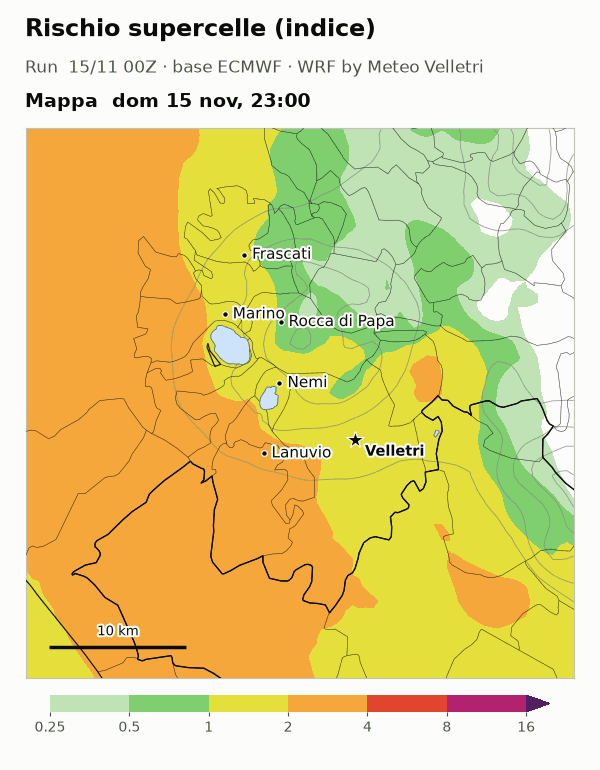 Rischio supercelle (indice)
Run  15/11 00Z · base ECMWF · WRF by Meteo Velletri
Mappa  dom 15 nov, 23:00
Frascati
Marino
Rocca di Papa
Nemi
Velletri
Lanuvio
10 km
0.25 0.5 1 2 4 8 16